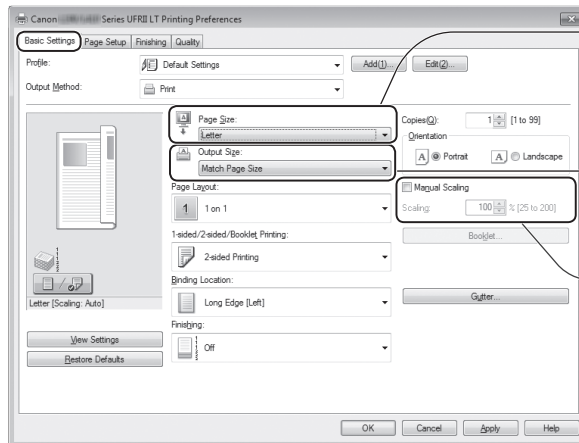 Canon Series UFRII LT Printing Preferences
Basic Settings Page Setup Finishing Quality
Profile: Default Settings Add(1)... Edit(2)...
Output Method: Print
Page Size:
Letter
Output Size:
Match Page Size
Copies(Q): 1 [1 to 99]
Orientation
A Portrait A Landscape
Page Layout:
1 1 on 1
Manual Scaling
Scaling: 100 % [25 to 200]
1-sided/2-sided/Booklet Printing:
2-sided Printing
Booklet...
Binding Location:
Long Edge [Left]
Gutter...
Letter [Scaling: Auto]
Finishing:
Off
View Settings
Restore Defaults
OK Cancel Apply Help